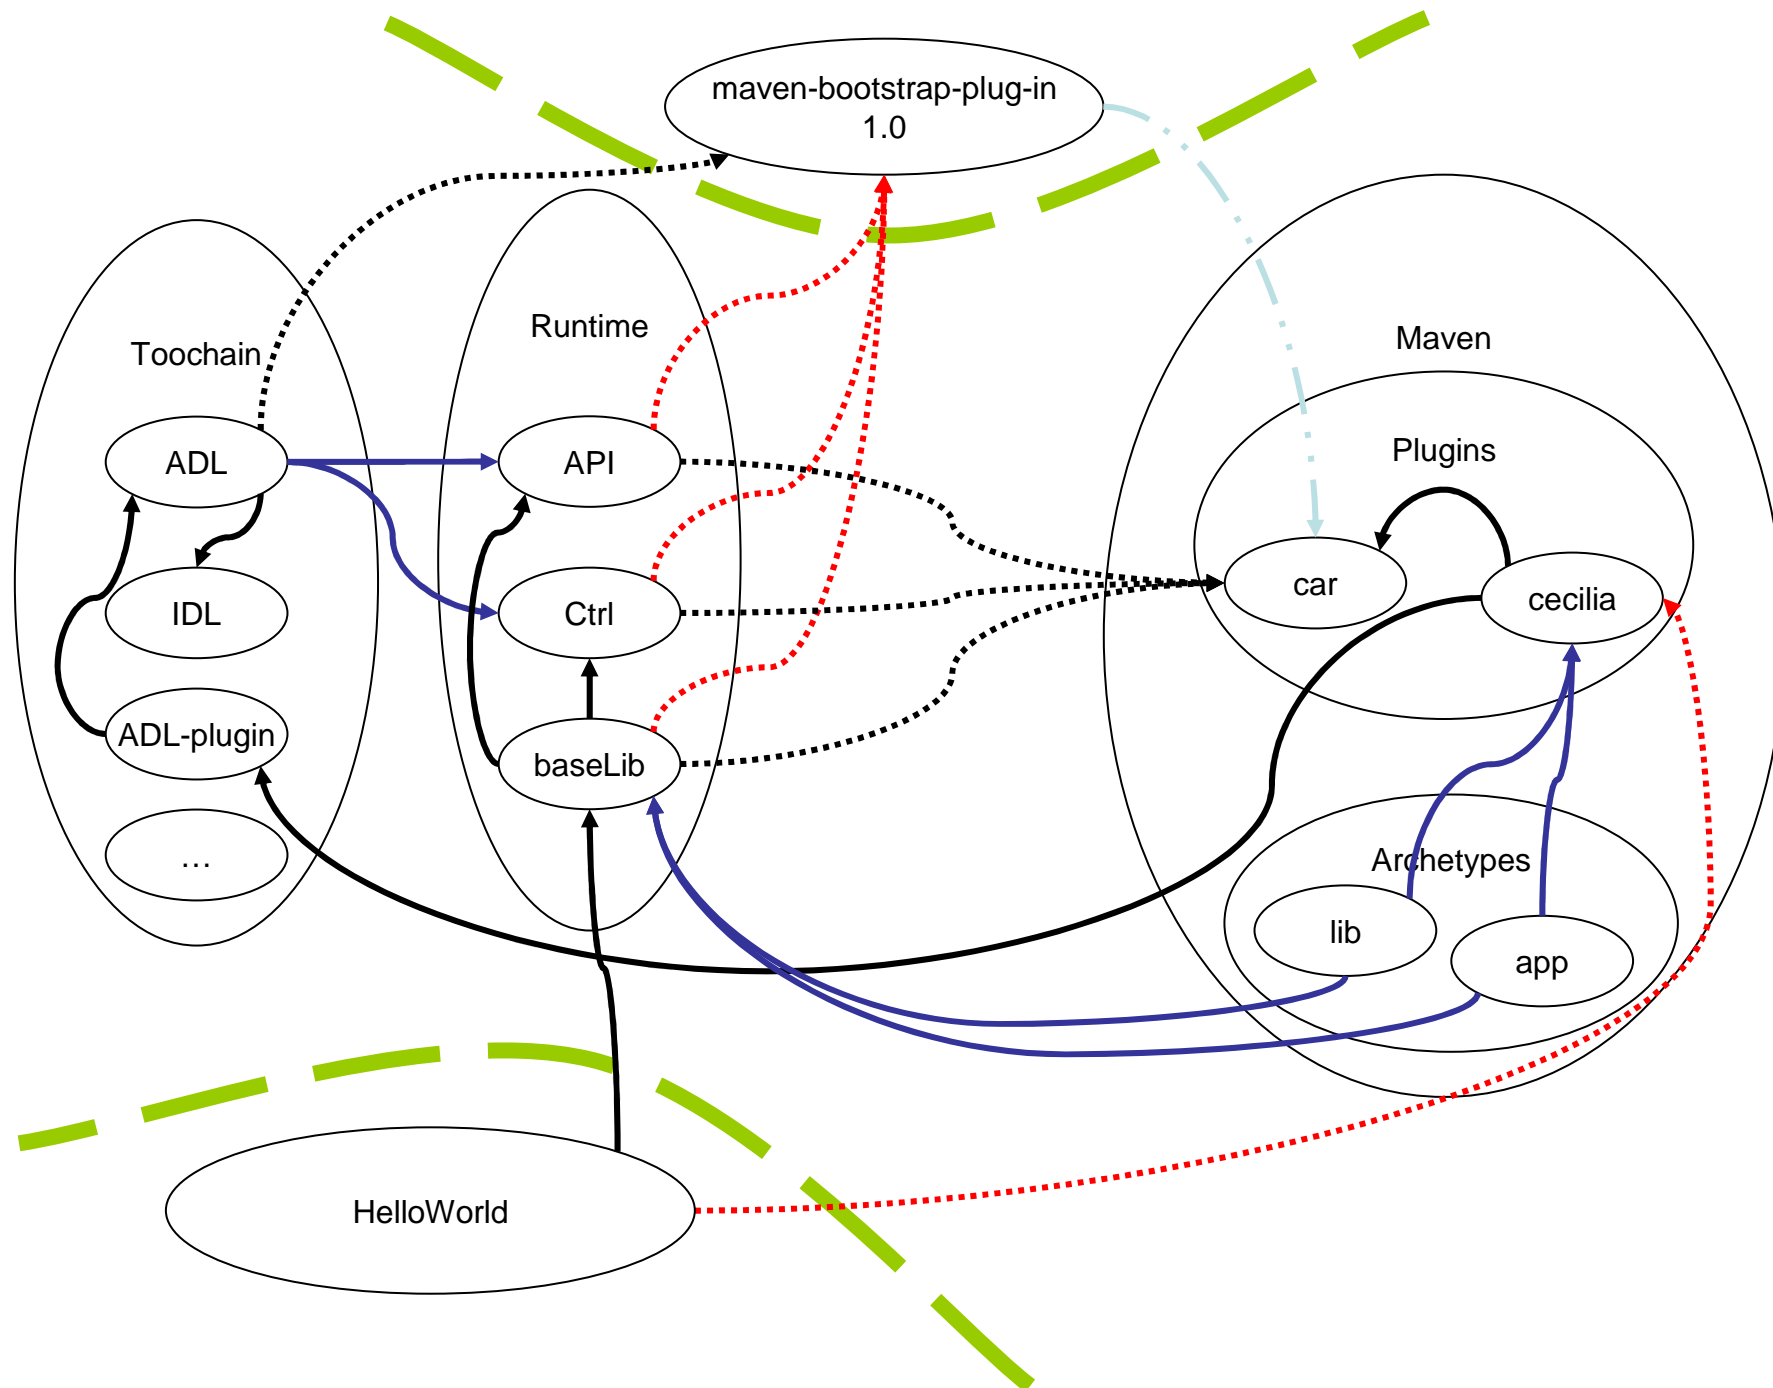 maven-bootstrap-plug-in
1.0
Toochain
ADL
IDL
ADL-plugin
…
Runtime
API
Ctrl
baseLib
Maven
Plugins
car
cecilia
Archetypes
lib
app
HelloWorld